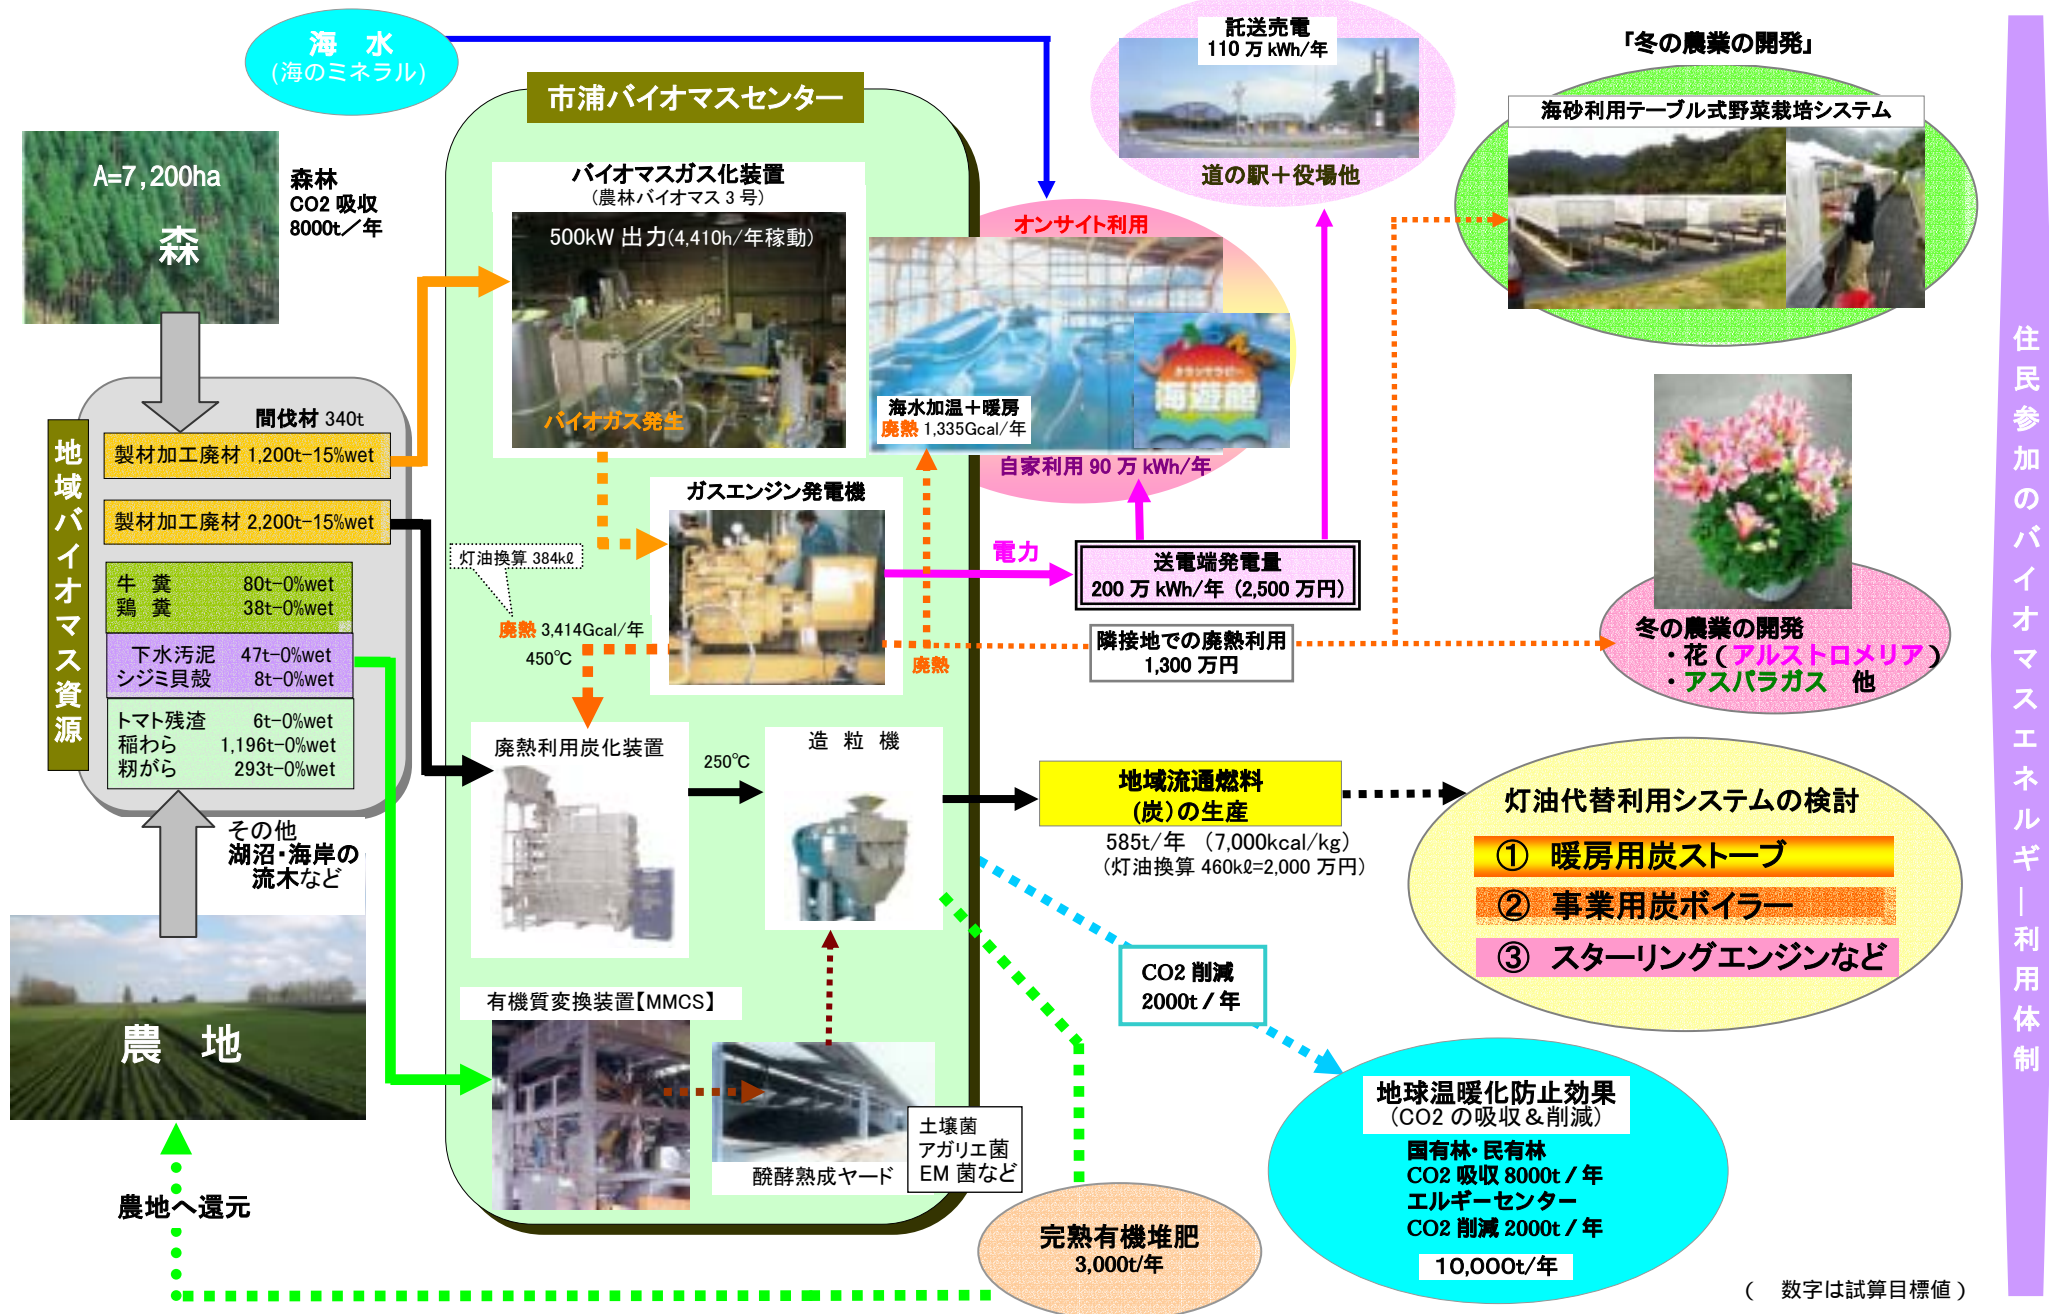 海 水
(海のミネラル)
託送売電
110 万 kWh/年
道の駅＋役場他
「冬の農業の開発」
海砂利用テーブル式野菜栽培システム
市浦バイオマスセンター
A=7,200ha
森
森林
CO2 吸収
8000t／年
バイオマスガス化装置
(農林バイオマス 3 号)
500kW 出力(4,410h/年稼動)
バイオガス発生
オンサイト利用
タラソテラピー
海遊館
海水加温＋暖房
廃熱 1,335Gcal/年
自家利用 90 万 kWh/年
地域バイオマス資源
間伐材 340t
製材加工廃材 1,200t-15%wet
製材加工廃材 2,200t-15%wet
牛 糞 80t-0%wet
鶏 糞 38t-0%wet
下水汚泥 47t-0%wet
シジミ貝殻 8t-0%wet
トマト残渣 6t-0%wet
稲わら 1,196t-0%wet
籾がら 293t-0%wet
その他
湖沼・海岸の
流木など
農 地
農地へ還元
ガスエンジン発電機
灯油換算 384kℓ
廃熱 3,414Gcal/年
450℃
電力
廃熱
送電端発電量
200 万 kWh/年 (2,500 万円)
隣接地での廃熱利用
1,300 万円
冬の農業の開発
・花（アルストロメリア）
・アスパラガス 他
廃熱利用炭化装置
250℃
造 粒 機
地域流通燃料
(炭)の生産
585t/年 (7,000kcal/kg)
(灯油換算 460kℓ=2,000 万円)
灯油代替利用システムの検討
① 暖房用炭ストーブ
② 事業用炭ボイラー
③ スターリングエンジンなど
CO2 削減
2000t / 年
有機質変換装置【MMCS】
醗酵熟成ヤード
土壌菌
アガリエ菌
EM 菌など
完熟有機堆肥
3,000t/年
地球温暖化防止効果
(CO2 の吸収＆削減)
国有林・民有林
CO2 吸収 8000t / 年
エルギーセンター
CO2 削減 2000t / 年
10,000t/年
( 数字は試算目標値 )
住民参加のバイオマスエネルギー利用体制